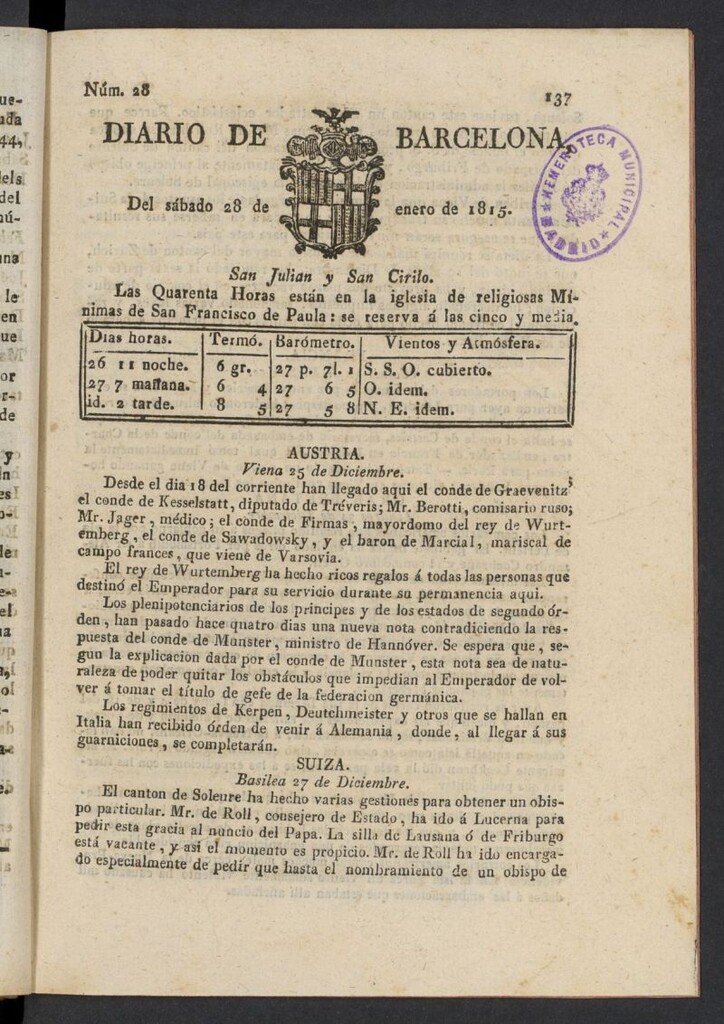 Núm. 28
137
DIARIO DE BARCELONA,
Del sábado 28 de enero de 1815.
HEMEROTECA MUNICIPAL
MADRID
San Julian y San Cirilo.
Las Quarenta Horas están en la iglesia de religiosas Mí-
nimas de San Francisco de Paula: se reserva á las cinco y media.
Dias horas. Termó. Barómetro. Vientos y Atmósfera.
26 11 noche. 6 gr. 27 p. 7l. 1 S. S. O. cubierto.
27 7 mañana. 6 4 27 6 5 O. idem.
id. 2 tarde. 8 5 27 5 8 N. E. idem.
AUSTRIA.
Viena 25 de Diciembre.
Desde el dia 18 del corriente han llegado aqui el conde de Graevenitz
el conde de Kesselstatt, diputado de Tréveris; Mr. Berotti, comisario ruso;
Mr. Jager, médico; el conde de Firmas, mayordomo del rey de Wurt-
emberg, el conde de Sawadowsky, y el baron de Marcial, mariscal de
campo frances, que viene de Varsovia.
El rey de Wurtemberg ha hecho ricos regalos á todas las personas que
destinó el Emperador para su servicio durante su permanencia aqui.
Los plenipotenciarios de los principes y de los estados de segundo ór-
den, han pasado hace quatro dias una nueva nota contradiciendo la res-
puesta del conde de Munster, ministro de Hannóver. Se espera que, se-
gun la explicacion dada por el conde de Munster, esta nota sea de natu-
raleza de poder quitar los obstáculos que impedian al Emperador de vol-
ver á tomar el título de gefe de la federacion germánica.
Los regimientos de Kerpen, Deutchmeister y otros que se hallan en
Italia han recibido órden de venir á Alemania, donde, al llegar á sus
guarniciones, se completarán.
SUIZA.
Basilea 27 de Diciembre.
El canton de Soleure ha hecho varias gestiones para obtener un obis-
po particular. Mr. de Roll, consejero de Estado, ha ido á Lucerna para
pedir esta gracia al nuncio del Papa. La silla de Lausana ó de Friburgo
está vacante, y así el momento es propicio. Mr. de Roll ha ido encarga-
do especialmente de pedir que hasta el nombramiento de un obispo de